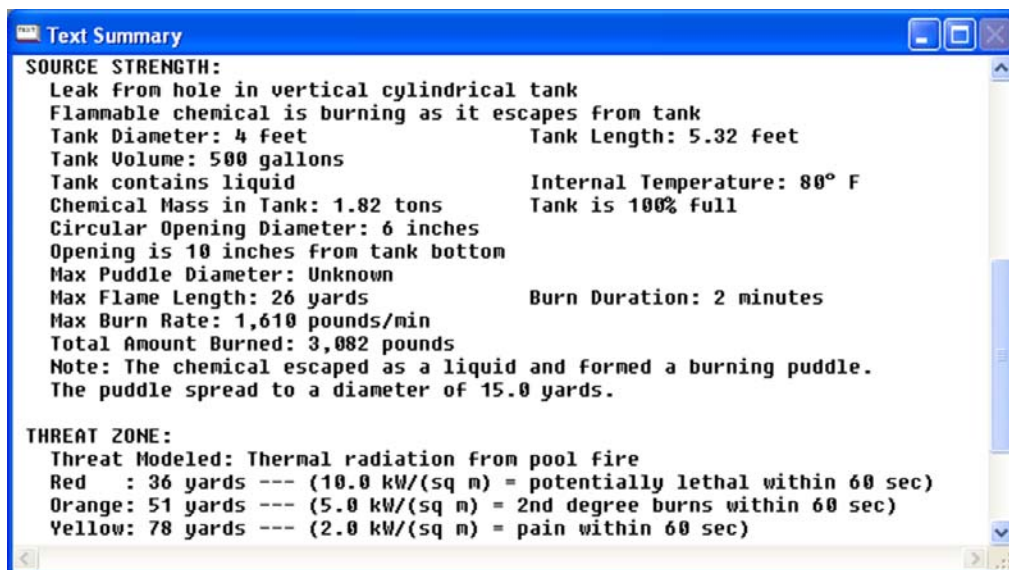 Text Summary
SOURCE STRENGTH:
Leak from hole in vertical cylindrical tank
Flammable chemical is burning as it escapes from tank
Tank Diameter: 4 feet Tank Length: 5.32 feet
Tank Volume: 500 gallons
Tank contains liquid Internal Temperature: 80° F
Chemical Mass in Tank: 1.82 tons Tank is 100% full
Circular Opening Diameter: 6 inches
Opening is 10 inches from tank bottom
Max Puddle Diameter: Unknown
Max Flame Length: 26 yards Burn Duration: 2 minutes
Max Burn Rate: 1,610 pounds/min
Total Amount Burned: 3,082 pounds
Note: The chemical escaped as a liquid and formed a burning puddle.
The puddle spread to a diameter of 15.0 yards.
THREAT ZONE:
Threat Modeled: Thermal radiation from pool fire
Red : 36 yards --- (10.0 kW/(sq m) = potentially lethal within 60 sec)
Orange: 51 yards --- (5.0 kW/(sq m) = 2nd degree burns within 60 sec)
Yellow: 78 yards --- (2.0 kW/(sq m) = pain within 60 sec)